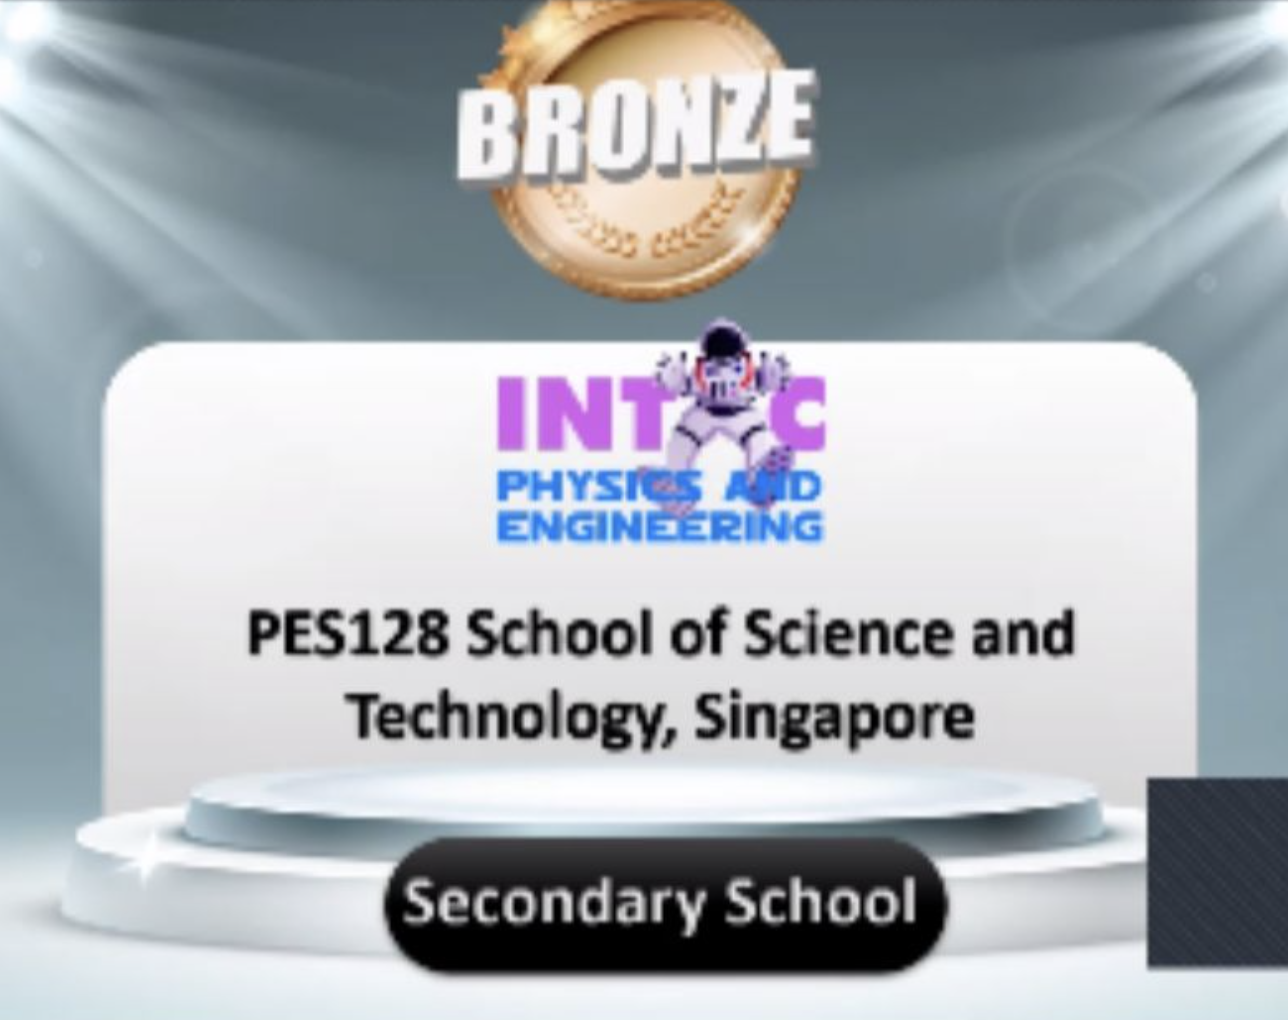 BRONZE
INT C
PHYSICS AND
ENGINEERING
PES128 School of Science and
Technology, Singapore
Secondary School